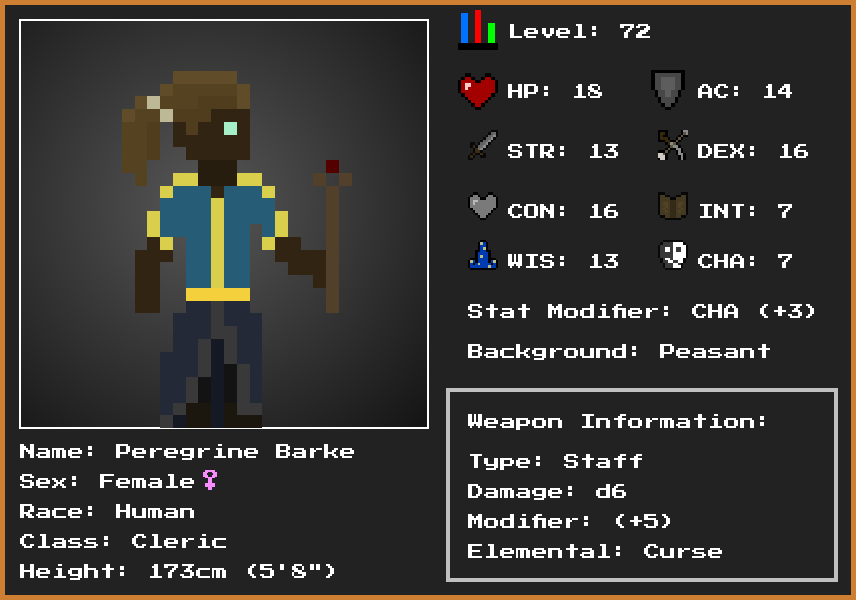 Level: 72
HP: 18
AC: 14
STR: 13
DEX: 16
CON: 16
INT: 7
WIS: 13
CHA: 7
Stat Modifier: CHA (+3)
Background: Peasant
Weapon Information:
Type: Staff
Damage: d6
Modifier: (+5)
Elemental: Curse
Name: Peregrine Barke
Sex: Female♀
Race: Human
Class: Cleric
Height: 173cm (5'8")